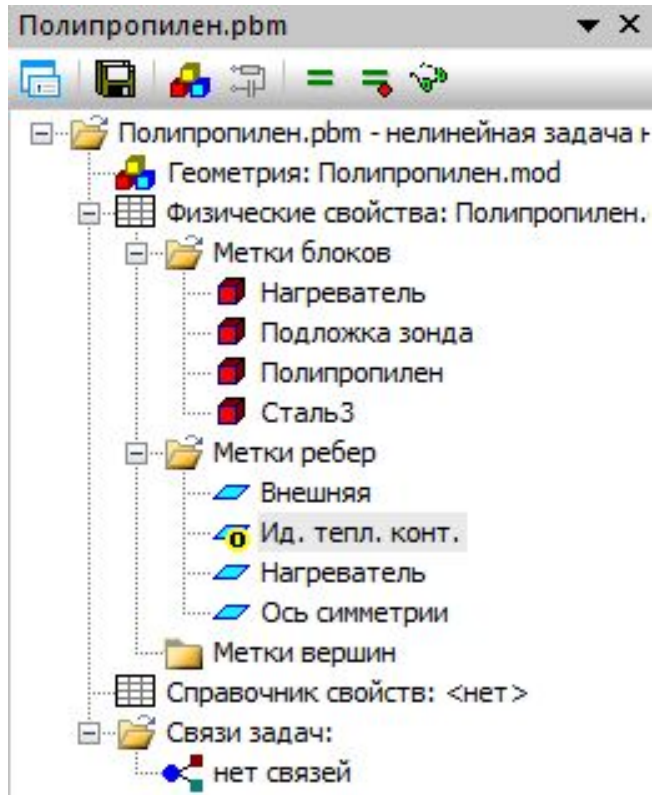 Полипропилен.pbm
Полипропилен.pbm - нелинейная задача н
Геометрия: Полипропилен.mod
Физические свойства: Полипропилен.
Метки блоков
Нагреватель
Подложка зонда
Полипропилен
Сталь3
Метки ребер
Внешняя
Ид. тепл. конт.
Нагреватель
Ось симметрии
Метки вершин
Справочник свойств: <нет>
Связи задач:
нет связей